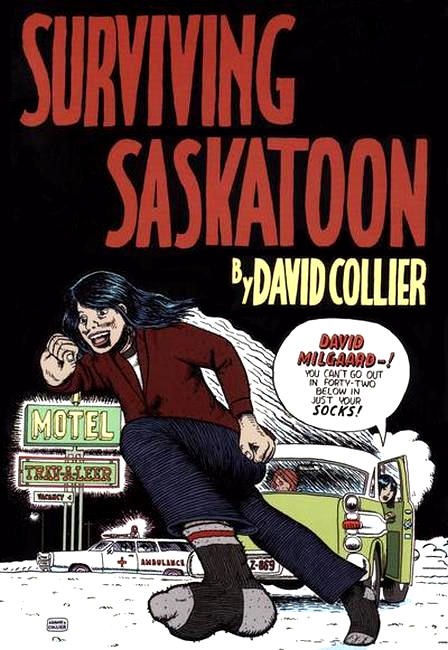 SURVIVING
SASKATOON
BY DAVID COLLIER
DAVID
MILGAARD-!
YOU CAN'T GO OUT
IN FORTY-TWO
BELOW IN
JUST YOUR
SOCKS!
MOTEL
TRAV-A-LEER
VACANCY
AMBULANCE
2-869